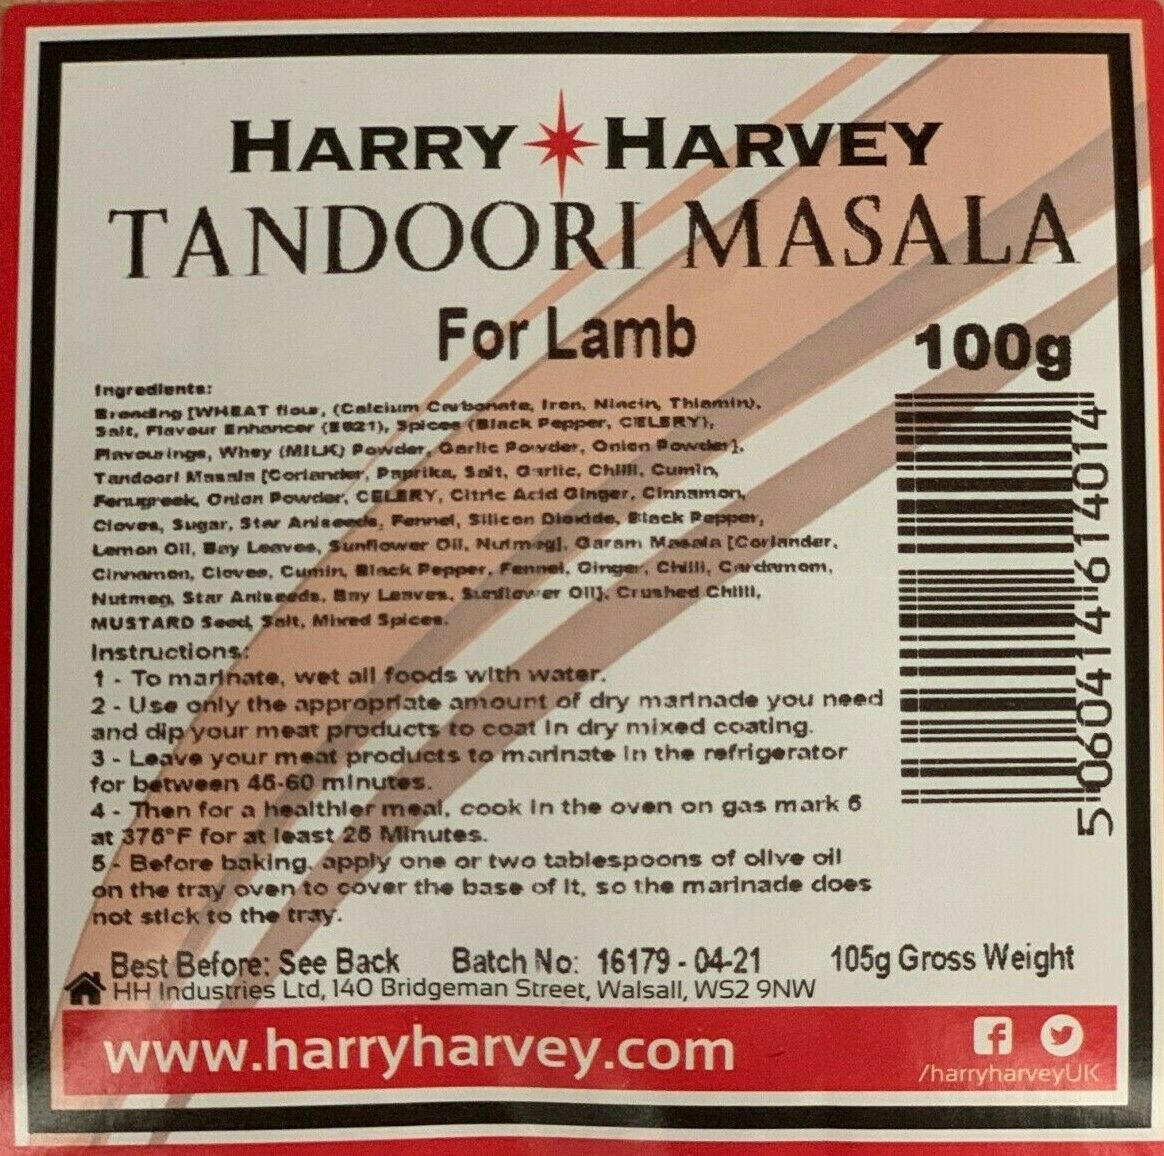 HARRY HARVEY
TANDOORI MASALA
For Lamb
100g
Ingredients:
Breading [WHEAT flour, (Calcium Carbonate, Iron, Niacin, Thiamin),
Salt, Flavour Enhancer (E621), Spices (Black Pepper, CELERY),
Flavourings, Whey (MILK) Powder, Garlic Powder, Onion Powder],
Tandoori Masala [Coriander, Paprika, Salt, Garlic, Chilli, Cumin,
Fenugreek, Onion Powder, CELERY, Citric Acid Ginger, Cinnamon,
Cloves, Sugar, Star Aniseeds, Fennel, Silicon Dioxide, Black Pepper,
Lemon Oil, Bay Leaves, Sunflower Oil, Nutmeg], Garam Masala [Coriander,
Cinnamon, Cloves, Cumin, Black Pepper, Fennel, Ginger, Chilli, Cardamom,
Nutmeg, Star Aniseeds, Bay Leaves, Sunflower Oil], Crushed Chilli,
MUSTARD Seed, Salt, Mixed Spices.
Instructions:
1 - To marinate, wet all foods with water.
2 - Use only the appropriate amount of dry marinade you need
and dip your meat products to coat in dry mixed coating.
3 - Leave your meat products to marinate in the refrigerator
for between 45-60 minutes.
4 - Then for a healthier meal, cook in the oven on gas mark 5
at 375°F for at least 25 Minutes.
5 - Before baking, apply one or two tablespoons of olive oil
on the tray oven to cover the base of it, so the marinade does
not stick to the tray.
5 060414 614014
Best Before: See Back Batch No: 16179 - 04-21 105g Gross Weight
HH Industries Ltd, 140 Bridgeman Street, Walsall, WS2 9NW
www.harryharvey.com
/harryharveyUK